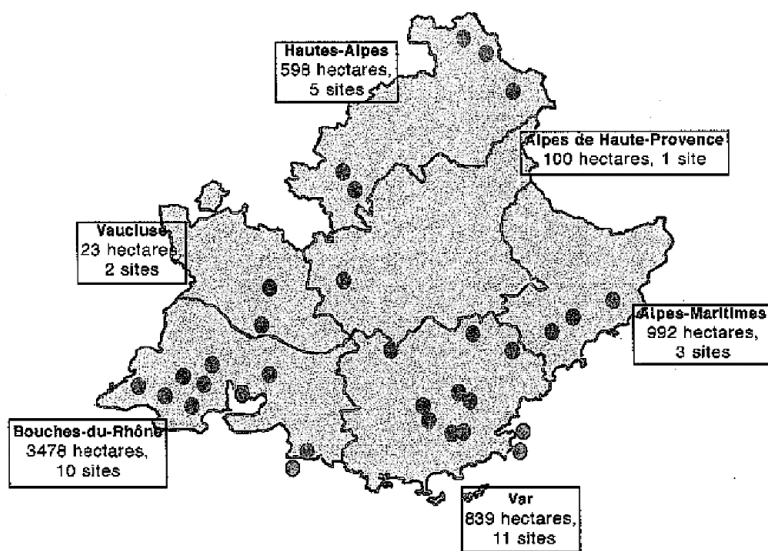 Hautes-Alpes
598 hectares,
5 sites
Alpes de Haute-Provence
100 hectares, 1 site
Vaucluse
23 hectares,
2 sites
Alpes-Maritimes
992 hectares,
3 sites
Bouches-du-Rhône
3478 hectares,
10 sites
Var
839 hectares,
11 sites